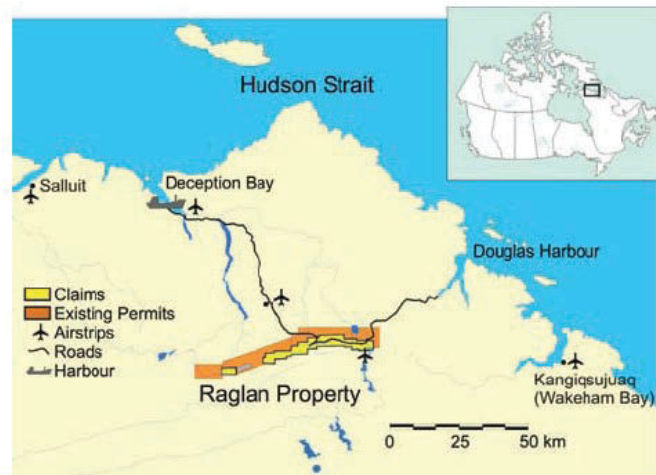 Hudson Strait
Salluit
Deception Bay
Douglas Harbour
Claims
Existing Permits
Airstrips
Roads
Harbour
Raglan Property
Kangiqsujuaq
(Wakeham Bay)
0 25 50 km